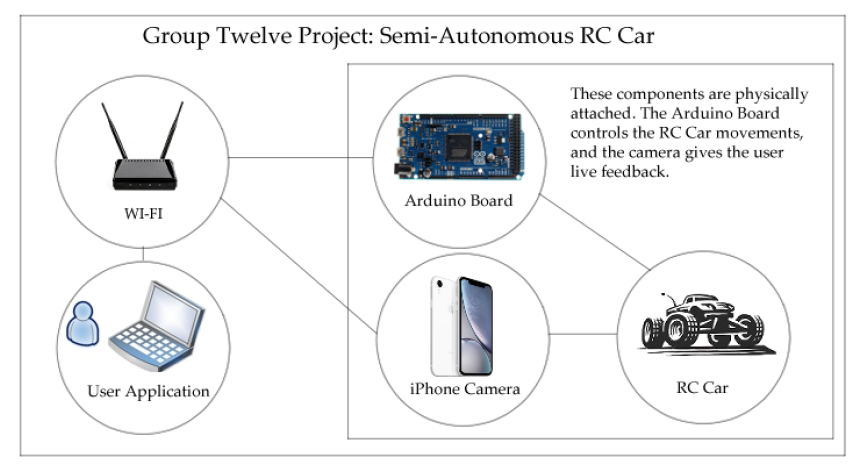 Group Twelve Project: Semi-Autonomous RC Car
These components are physically
attached. The Arduino Board
controls the RC Car movements,
and the camera gives the user
live feedback.
WI-FI
Arduino Board
User Application
iPhone Camera
RC Car